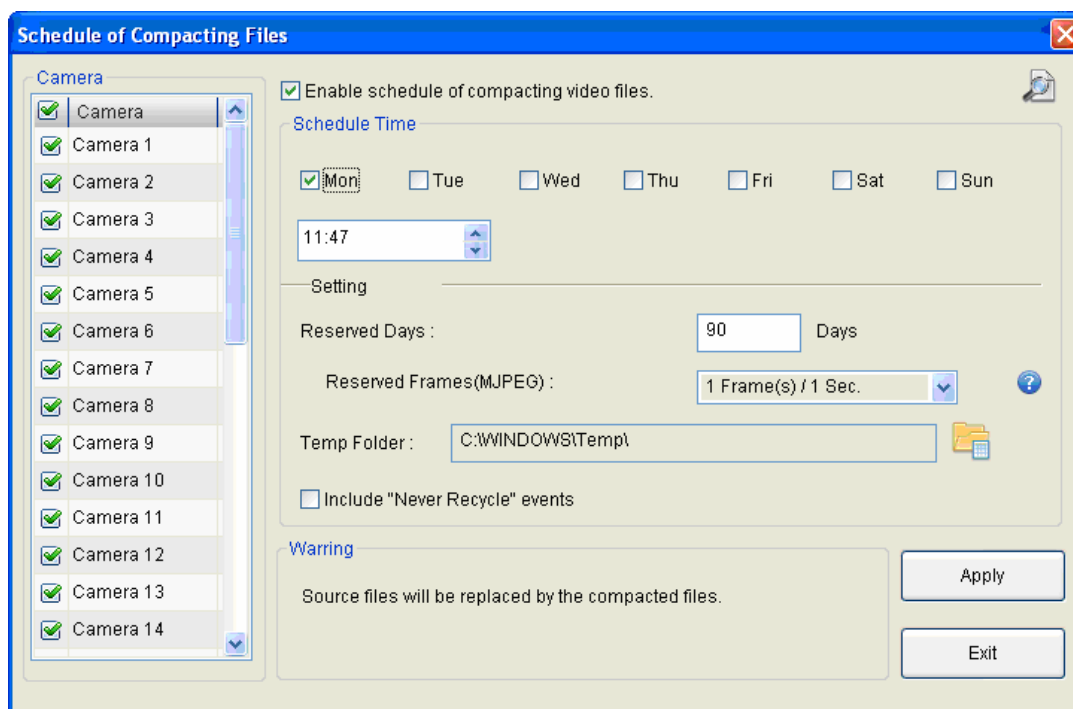 Schedule of Compacting Files
Camera
Camera
Camera 1
Camera 2
Camera 3
Camera 4
Camera 5
Camera 6
Camera 7
Camera 8
Camera 9
Camera 10
Camera 11
Camera 12
Camera 13
Camera 14
Enable schedule of compacting video files.
Schedule Time
Mon Tue Wed Thu Fri Sat Sun
11:47
Setting
Reserved Days : 90 Days
Reserved Frames(MJPEG) : 1 Frame(s) / 1 Sec. ?
Temp Folder : C:\WINDOWS\Temp\
Include "Never Recycle" events
Warring
Source files will be replaced by the compacted files.
Apply
Exit